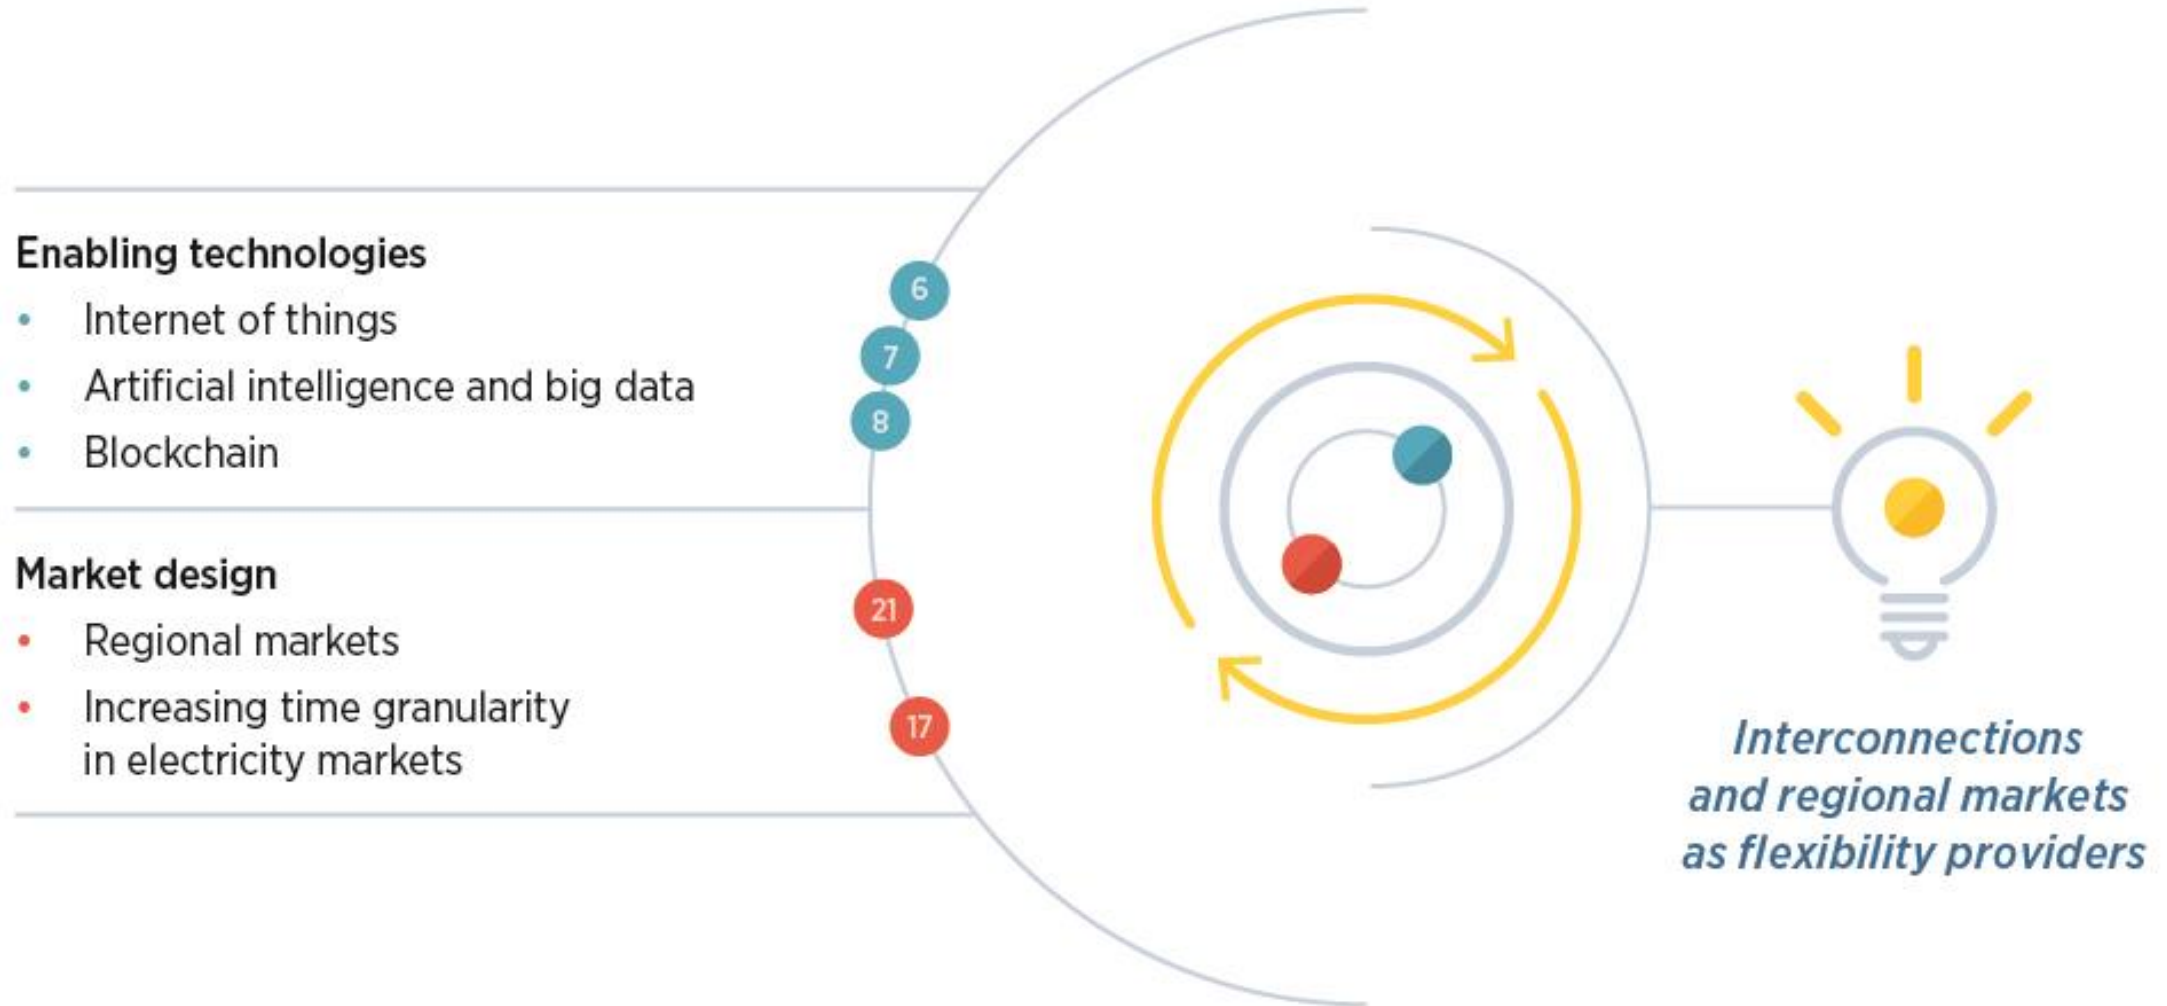 Enabling technologies
• Internet of things
• Artificial intelligence and big data
• Blockchain
6
7
8
Market design
• Regional markets
• Increasing time granularity
in electricity markets
21
17
Interconnections
and regional markets
as flexibility providers